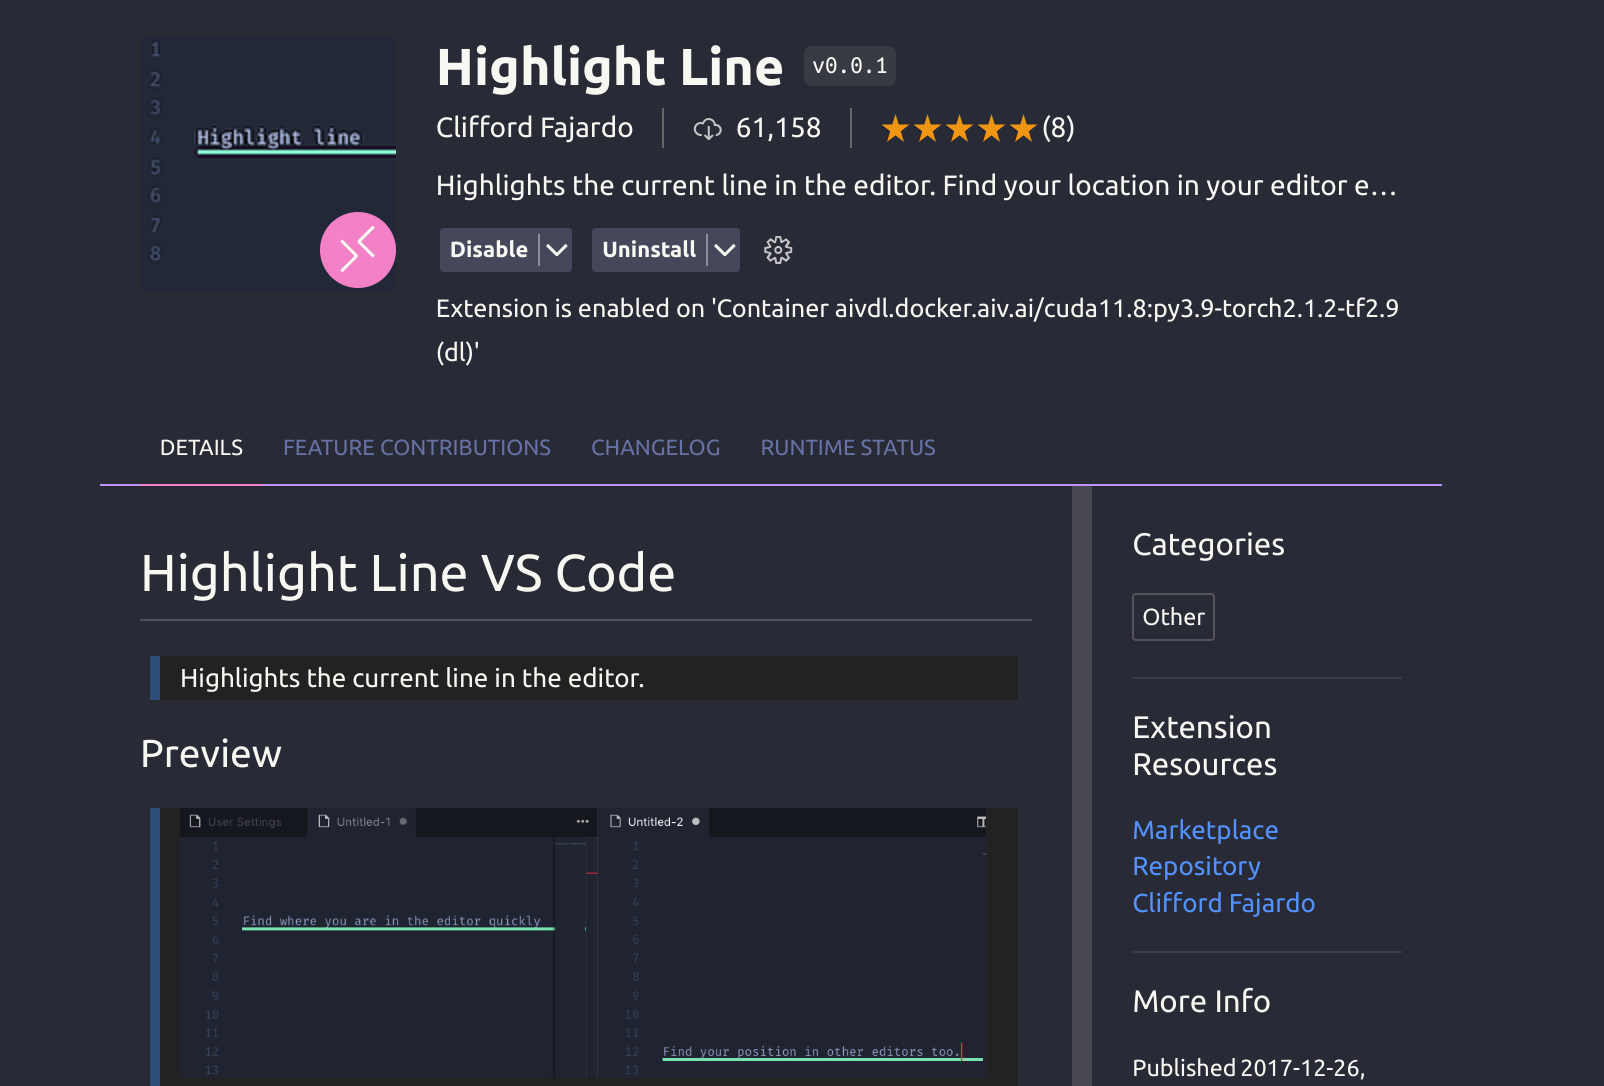 1
2
3
4 Highlight line
5
6
7
8
Highlight Line v0.0.1
Clifford Fajardo 61,158 (8)
Highlights the current line in the editor. Find your location in your editor e...
Disable Uninstall
Extension is enabled on 'Container aivdl.docker.aiv.ai/cuda11.8:py3.9-torch2.1.2-tf2.9
(dl)'
DETAILS FEATURE CONTRIBUTIONS CHANGELOG RUNTIME STATUS
Highlight Line VS Code
Highlights the current line in the editor.
Preview
User Settings Untitled-1
1
2
3
4
5 Find where you are in the editor quickly
6
7
8
9
10
11
12
13
Untitled-2
1
2
3
4
5
6
7
8
9
10
11
12 Find your position in other editors too.
13
Categories
Other
Extension
Resources
Marketplace
Repository
Clifford Fajardo
More Info
Published 2017-12-26,